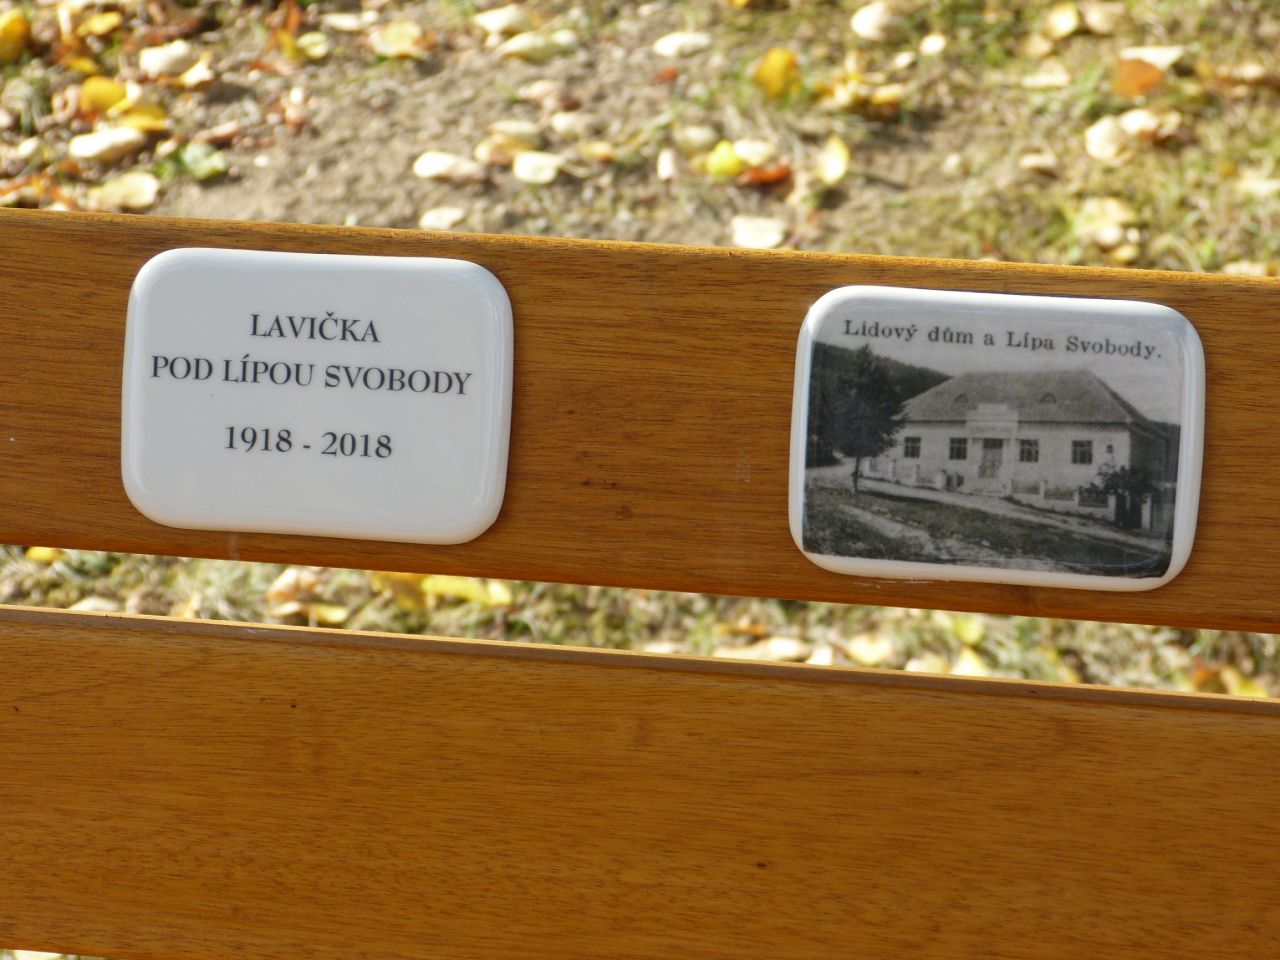 LAVIČKA
POD LÍPOU SVOBODY
1918 - 2018
Lidový dům a Lípa Svobody.